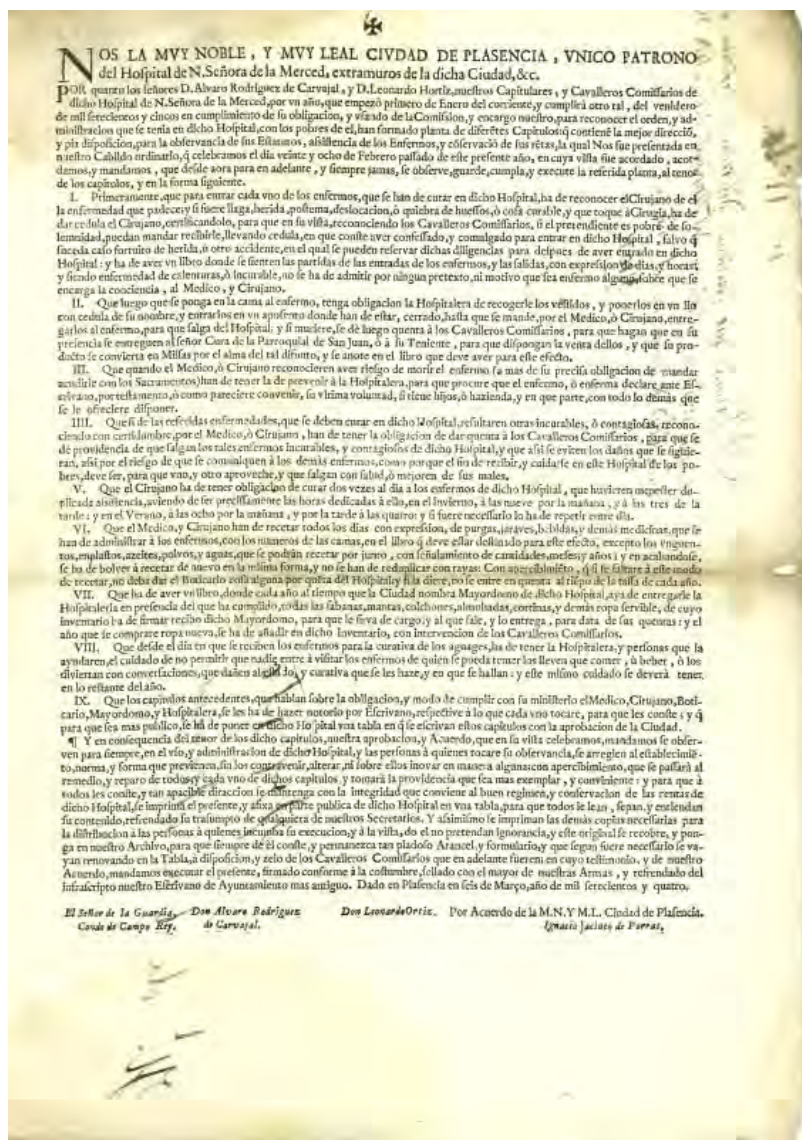 NOS LA MVY NOBLE, Y MVY LEAL CIVDAD DE PLASENCIA, VNICO PATRONO
del Hospital de N. Señora de la Merced, extramuros de la dicha Ciudad, &c.
POR quanto los señores D. Alvaro Rodriguez de Carvajal, y D. Leonardo Hortiz, nuestros Capitulares, y Cavalleros Comissarios de
dicho Hospital de N. Señora de la Merced, por vn año, que empezò primero de Enero del corriente, y cumplirà otro tal, del venidero
de mil setecientos y cinco, en cumplimiento de su obligacion, y vsando de la Comission, y encargo nuestro, para reconocer el orden, y ad-
ministracion que se tenia en dicho Hospital, con los pobres de el, han formado planta de diferētes Capitulos, q̄ contienē la mejor direcciō,
y pia disposicion, para la observancia de sus Estatutos, assistencia de los Enfermos, y cōservaciō de sus rētas, la qual Nos fue presentada en
nuestro Cabildo ordinario, q̄ celebramos el dia veinte y ocho de Febrero passado de este presente año, en cuya vista fue acordado, acor-
damos, y mandamos, que desde aora para en adelante, y siempre jamas, se observe, guarde, cumpla, y execute la referida planta, al tenor
de los capitulos, y en la forma siguiente.
I. Primeramente, que para entrar cada vno de los enfermos, que se han de curar en dicho Hospital, ha de reconocer el Cirujano de el
la enfermedad que padece; y si fuere llaga, herida, postema, deslocacion, ò quiebra de huessos, ò cosa curable, y que toque à Cirugia, ha de
dar cedula el Cirujano, certificandolo, para que en su vista, reconociendo los Cavalleros Comissarios, si el pretendiente es pobre de so-
lemnidad, puedan mandar recibirle, llevando cedula, en que conste aver confessado, y comulgado para entrar en dicho Hospital, salvo q̄
suceda caso fortuito de herida, ù otro accidente, en el qual se pueden reservar dichas diligencias para despues de aver entrado en dicho
Hospital: y ha de aver vn libro donde se sienten las partidas de las entradas de los enfermos, y las salidas, con expression de dias, y horas;
y siendo enfermedad de calenturas, ò incurable, no se ha de admitir por ningun pretexto, ni motivo que sea enfermo alguno, sobre que se
encarga la conciencia, al Medico, y Cirujano.
II. Que luego que se ponga en la cama al enfermo, tenga obligacion la Hospitalera de recogerle los vestidos, y ponerlos en vn lio
con cedula de su nombre, y entrarlos en vn aposento donde han de estar, cerrado, hasta que se mande, por el Medico, ò Cirujano, entre-
garlos al enfermo, para que salga del Hospital; y si muriere, se dè luego quenta à los Cavalleros Comissarios, para que hagan que en su
presencia se entreguen al señor Cura de la Parroquial de San Juan, ò à su Teniente, para que dispongan la venta dellos, y que su pro-
ducto se convierta en Missas por el alma del tal difunto, y se anote en el libro que deve aver para este efecto.
III. Que quando el Medico, ò Cirujano reconocieren aver riesgo de morir el enfermo (a mas de su precisa obligacion de mandar
acudirle con los Sacramentos) han de tener la de prevenir à la Hospitalera, para que procure que el enfermo, ò enferma declare ante Es-
crivano, por testamento, ò como pareciere convenir, su vltima voluntad, si tiene hijos, ò hazienda, y en que parte, con todo lo demàs que
se le ofreciere disponer.
IIII. Que si de las referidas enfermedades, que se deben curar en dicho Hospital, resultaren otras incurables, ò contagiosas, recono-
ciendo con certidumbre, por el Medico, ò Cirujano, han de tener la obligacion de dar quenta à los Cavalleros Comissarios, para que se
dè providencia de que salgan los tales enfermos incurables, y contagiosos de dicho Hospital, y que assi se eviten los daños que se siguie-
ran, assi por el riesgo de que se comuniquen à los demàs enfermos, como porque el fin de recibir, y cuidarse en este Hospital de los po-
bres, deve ser, para que vno, y otro aproveche, y que salgan con salud, ò mejoren de sus males.
V. Que el Cirujano ha de tener obligacion de curar dos vezes al dia a los enfermos de dicho Hospital, que huvieren menester du-
plicada assistencia, aviendo de ser precissamente las horas dedicadas à ello, en el Invierno, à las nueve por la mañana, y à las tres de la
tarde; y en el Verano, à las ocho por la mañana, y por la tarde à las quatro: y si fuere necessario lo ha de repetir entre dia.
VI. Que el Medico, y Cirujano han de recetar todos los dias con expression, de purgas, jaraves, bebidas, y demàs medicinas, que se
han de administrar à los enfermos, con los numeros de las camas, en el libro q̄ deve estar destinado para este efecto, excepto los vnguen-
tos, emplastos, azeites, polvos, y aguas, que se podràn recetar por junto, con señalamiento de cantidades, meses, y años: y en acabandose,
se ha de bolver à recetar de nuevo en la misma forma, y no se han de reduplicar con rayas: Con apercibimiēto, q̄ si se faltare à este modo
de recetar, no deba dar el Boticario cosa alguna por quēta del Hospital; y si la diere, no se entre en quenta al tiēpo de la tassa de cada año.
VII. Que ha de aver vn libro, donde cada año al tiempo que la Ciudad nombra Mayordomo de dicho Hospital, aya de entregarle la
Hospitalera en presencia del que ha cumplido, todas las sabanas, mantas, colchones, almohadas, cortinas, y demàs ropa servible, de cuyo
inventario ha de firmar recibo dicho Mayordomo, para que le sirva de cargo; y al que sale, y lo entrega, para data de sus quentas: y el
año que se comprare ropa nueva, se ha de añadir en dicho Inventario, con intervencion de los Cavalleros Comissarios.
VIII. Que desde el dia en que se reciben los enfermos para la curativa de los aguages, ha de tener la Hospitalera, y personas que la
ayudaren, el cuidado de no permitir que nadie entre à visitar los enfermos de quien se pueda temer los lleven que comer, ù beber, ò los
diviertan con conversaciones, que dañen al fin, y curativa que se les haze, y en que se hallan: y este mismo cuidado se deverà tener
en lo restante del año.
IX. Que los capitulos antecedentes, que hablan sobre la obligacion, y modo de cumplir con su ministerio el Medico, Cirujano, Boti-
cario, Mayordomo, y Hospitalera, se les ha de hazer notorio por Escrivano, respective à lo que cada vno tocare, para que les conste; y q̄
para que sea mas publico, se ha de poner en dicho Hospital vna tabla en q̄ se escrivan estos capitulos con la aprobacion de la Ciudad.
¶ Y en consequencia del tenor de los dicho capitulos, nuestra aprobacion, y Acuerdo, que en su vista celebramos, mandamos se obser-
ven para siempre, en el vso, y administracion de dicho Hospital, y las personas à quienes tocare su observancia, se arreglen al establecimiē-
to, norma, y forma que previenen, sin los contravenir, alterar, ni sobre ellos inovar en manera alguna; con apercibimiento, que se passarà al
remedio, y reparo de todos, y cada vno de dichos capitulos y tomarà la providencia que sea mas exemplar, y conviniente: y para que à
todos les conste, y tan apacible direccion se mantenga con la integridad que conviene al buen regimen, y conservacion de las rentas de
dicho Hospital, se imprima el presente, y afixa en parte publica de dicho Hospital en vna tabla, para que todos le lean, sepan, y entiendan
su contenido, refrendado su trasumpto de qualquiera de nuestros Secretarios. Y assimismo se impriman las demàs copias necessarias para
la distribucion à las personas à quienes incumba su execucion, y à la vista, do el no pretendan ignorancia, y este original se recobre, y pon-
ga en nuestro Archivo, para que siempre de èl conste, y permanezca tan piadoso Arancel, y formulario, y que segun fuere necessario se va-
yan renovando en la Tabla, à disposicion, y zelo de los Cavalleros Comissarios que en adelante fueren: en cuyo testimonio, y de nuestro
Acuerdo, mandamos executar el presente, firmado conforme à la costumbre, sellado con el mayor de nuestras Armas, y refrendado del
infrascripto nuestro Escrivano de Ayuntamiento mas antiguo. Dado en Plasencia en seis de Março, año de mil setecientos y quatro.
El Señor de la Guardia, Don Alvaro Rodriguez Don Leonardo Ortiz. Por Acuerdo de la M.N.Y M.L. Ciudad de Plasencia.
Conde de Campo Rey. de Carvajal. Ignacio Jacinto de Porras,